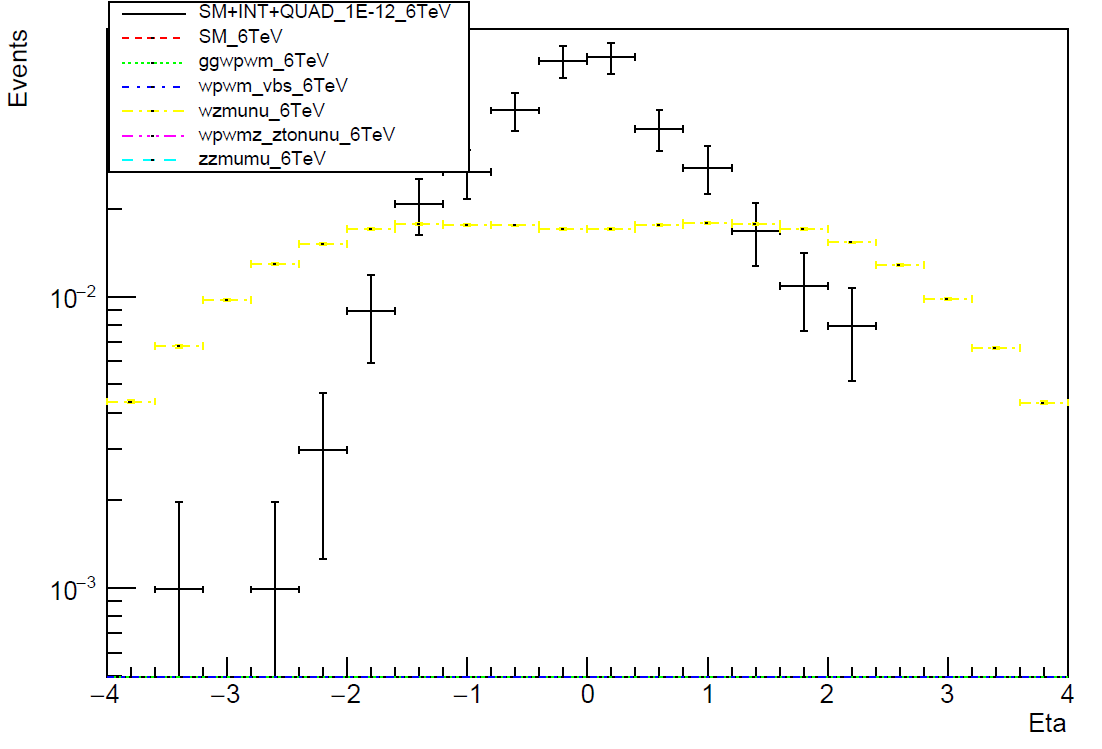 Events
SM+INT+QUAD_1E-12_6TeV
SM_6TeV
ggwpwm_6TeV
wpwm_vbs_6TeV
wzmunu_6TeV
wpwmz_ztonunu_6TeV
zzmumu_6TeV
10−2
10−3
−4 −3 −2 −1 0 1 2 3 4
Eta